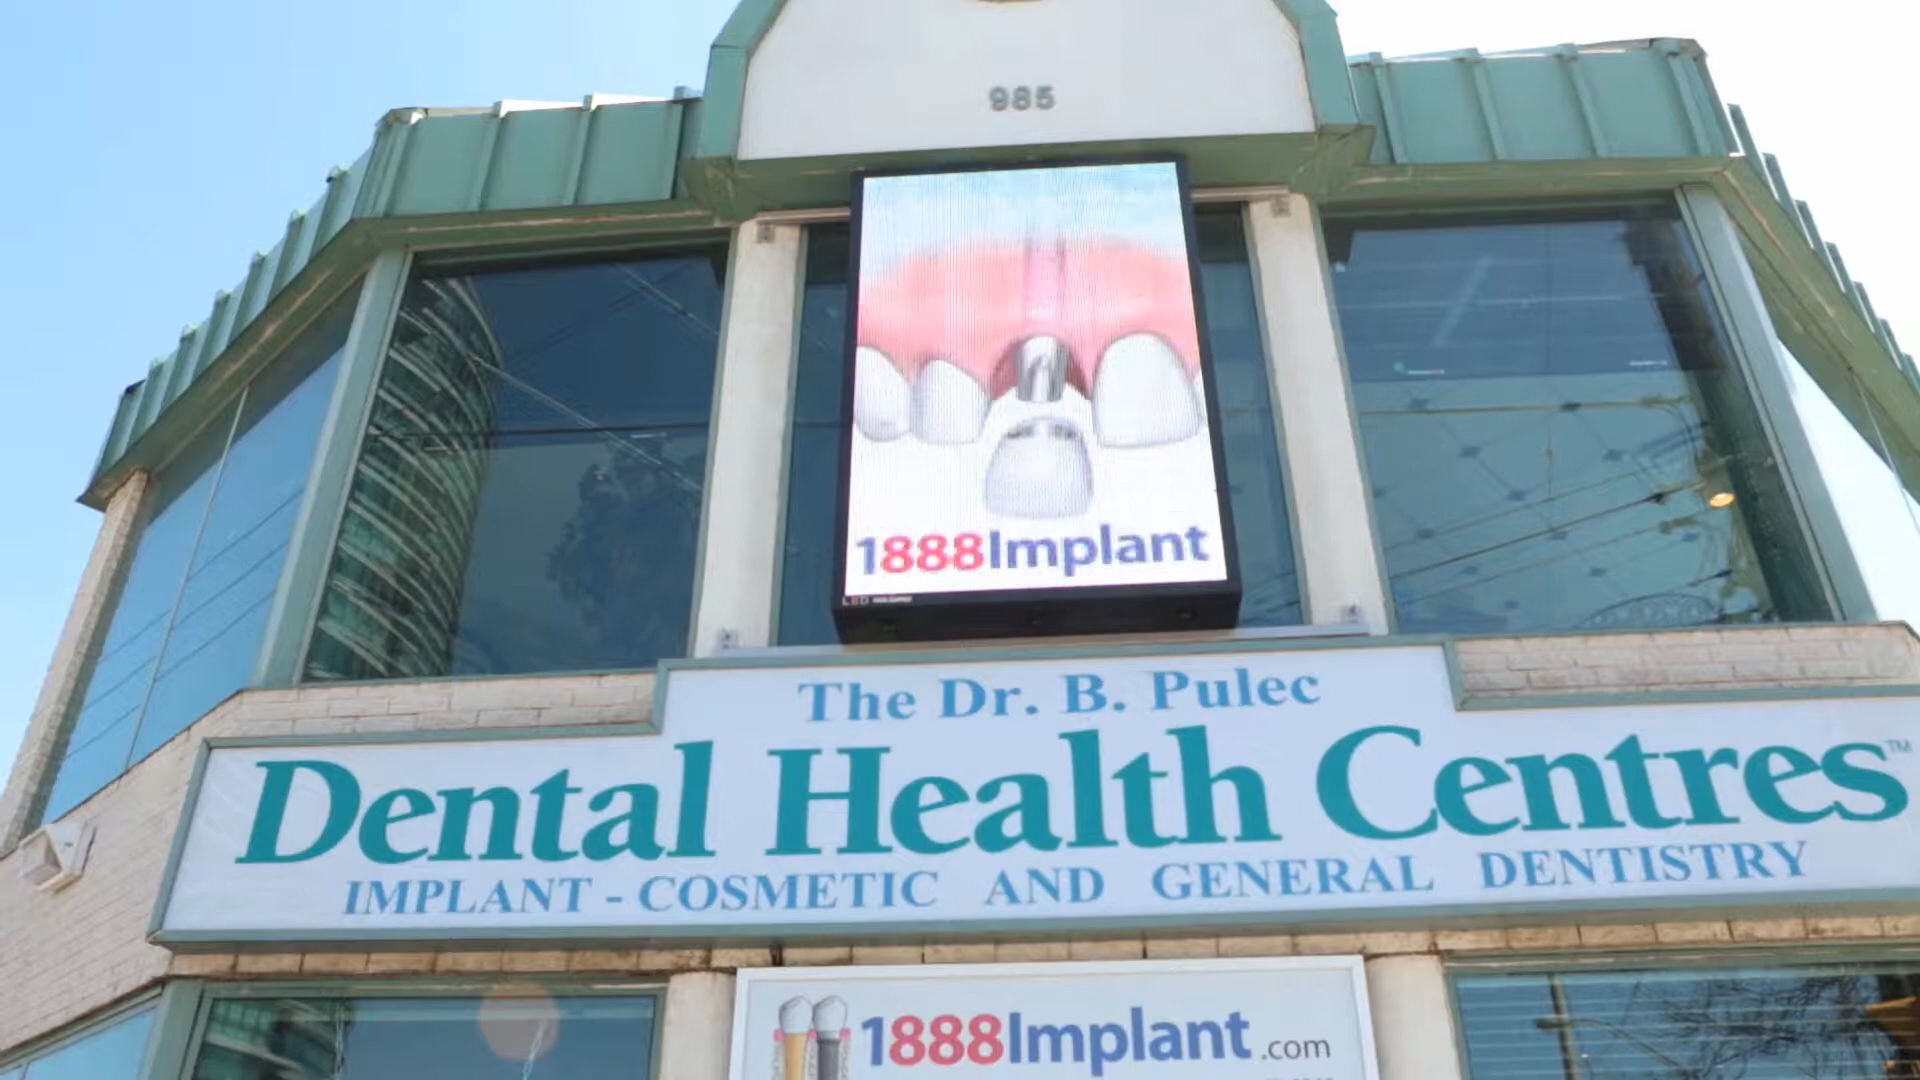 985
1888Implant
The Dr. B. Pulec
Dental Health Centres™
IMPLANT - COSMETIC AND GENERAL DENTISTRY
1888Implant.com